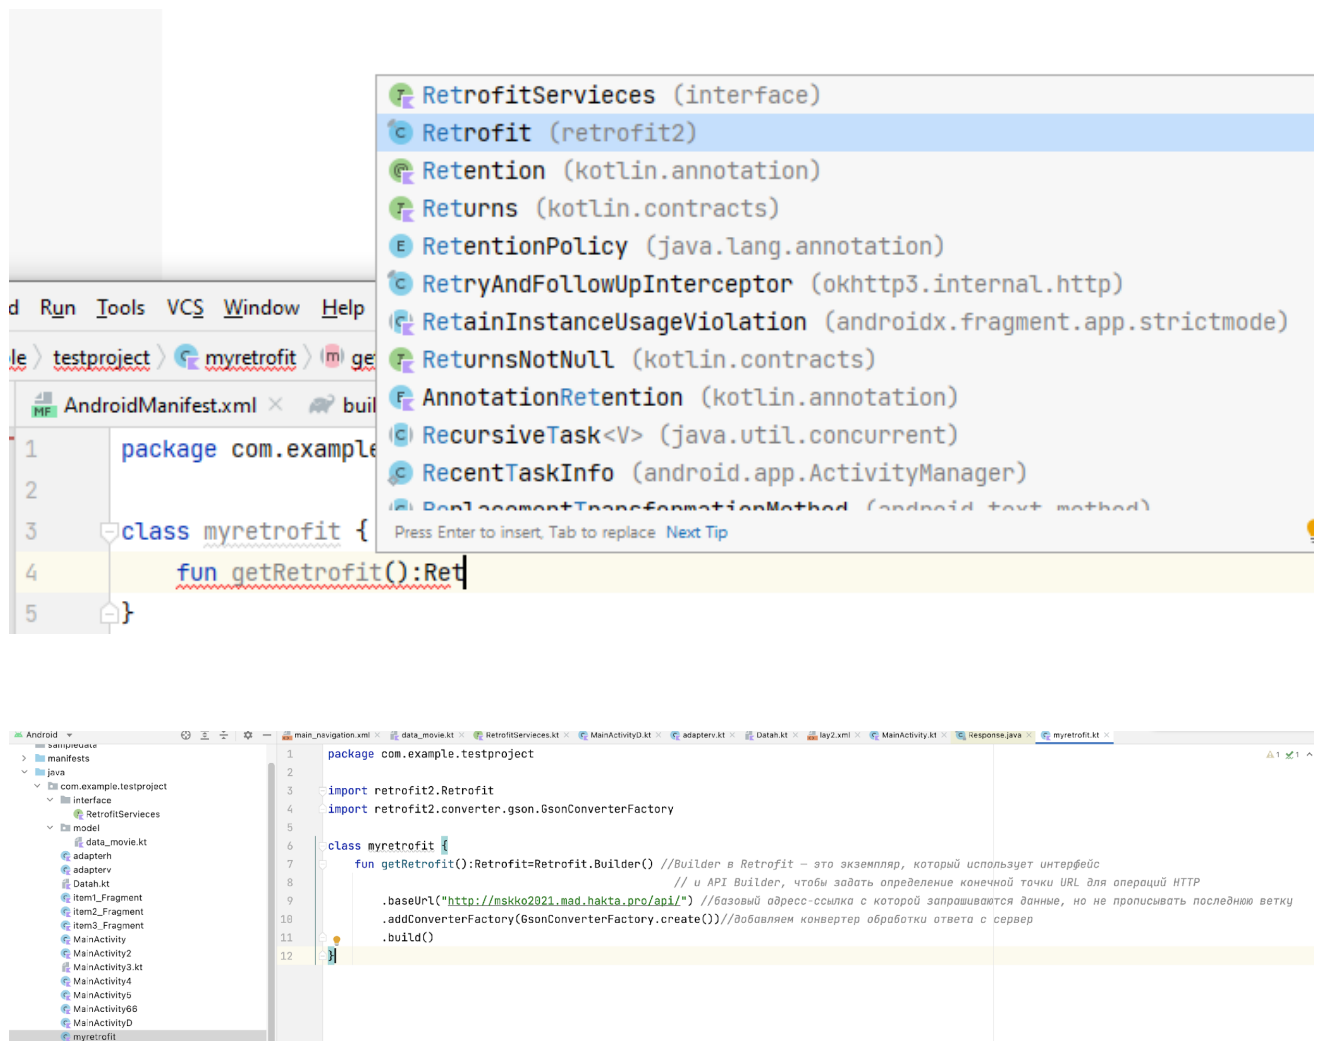 RetrofitServieces (interface)
Retrofit (retrofit2)
Retention (kotlin.annotation)
Returns (kotlin.contracts)
RetentionPolicy (java.lang.annotation)
RetryAndFollowUpInterceptor (okhttp3.internal.http)
RetainInstanceUsageViolation (androidx.fragment.app.strictmode)
ReturnsNotNull (kotlin.contracts)
AnnotationRetention (kotlin.annotation)
RecursiveTask<V> (java.util.concurrent)
RecentTaskInfo (android.app.ActivityManager)
ReplacementTransformationMethod (android.text.method)
Press Enter to insert, Tab to replace Next Tip
d Run Tools VCS Window Help
le testproject myretrofit ge
AndroidManifest.xml buil
1 package com.example
2
3 class myretrofit {
4 fun getRetrofit():Ret
5 }
Android
main_navigation.xml data_movie.kt RetrofitServieces.kt MainActivityD.kt adapterv.kt Datah.kt lay2.xml MainActivity.kt Response.java myretrofit.kt
sampledata
manifests
java
com.example.testproject
interface
RetrofitServieces
model
data_movie.kt
adapterh
adapterv
Datah.kt
item1_Fragment
item2_Fragment
item3_Fragment
MainActivity
MainActivity2
MainActivity3.kt
MainActivity4
MainActivity5
MainActivity66
MainActivityD
myretrofit
1 package com.example.testproject
1 1
2
3 import retrofit2.Retrofit
4 import retrofit2.converter.gson.GsonConverterFactory
5
6 class myretrofit {
7 fun getRetrofit():Retrofit=Retrofit.Builder() //Builder в Retrofit — это экземпляр, который использует интерфейс
8 // и API Builder, чтобы задать определение конечной точки URL для операций HTTP
9 .baseUrl("http://mskko2021.mad.hakta.pro/api/") //базовый адресс-ссылка с которой запрашиваются данные, но не прописывать последнюю ветку
10 .addConverterFactory(GsonConverterFactory.create())//добавляем конвертер обработки ответа с сервер
11 .build()
12 }